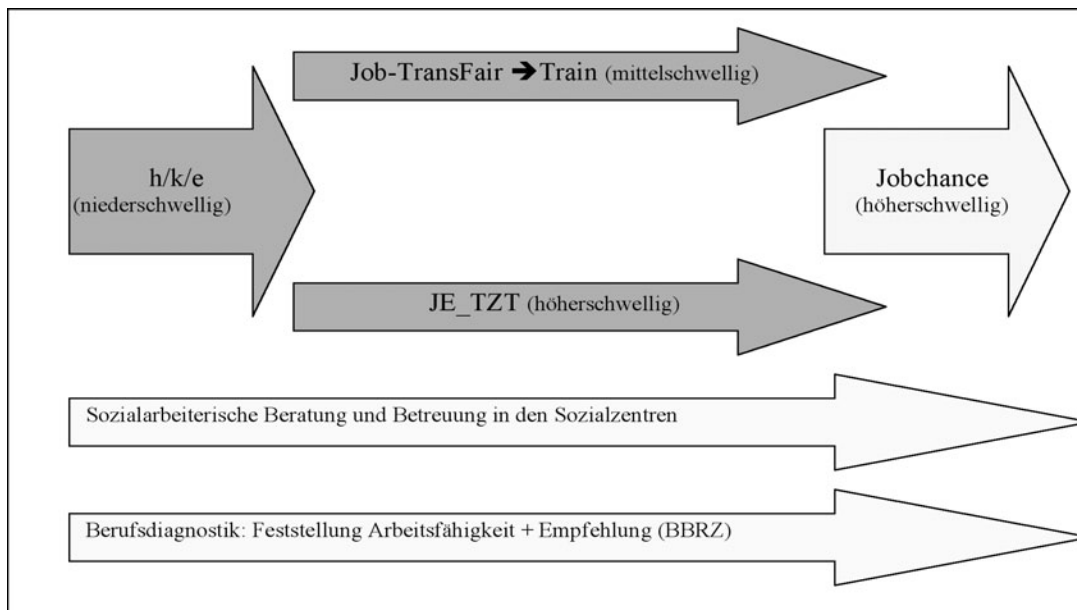 Job-TransFair ➔Train (mittelschwellig)
h/k/e
(niederschwellig)
Jobchance
(höherschwellig)
JE_TZT (höherschwellig)
Sozialarbeiterische Beratung und Betreuung in den Sozialzentren
Berufsdiagnostik: Feststellung Arbeitsfähigkeit + Empfehlung (BBRZ)